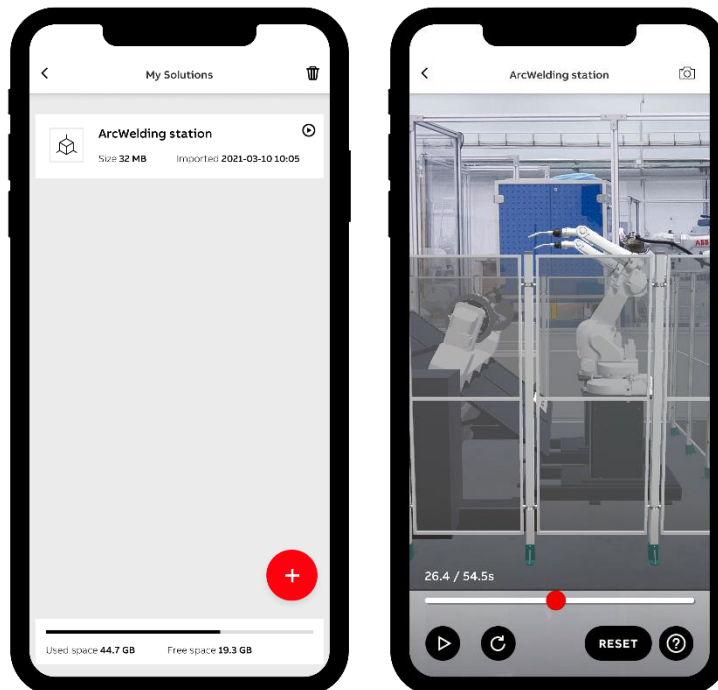 My Solutions
ArcWelding station
Size 32 MB Imported 2021-03-10 10:05
+
Used space 44.7 GB Free space 19.3 GB
ArcWelding station
ABB
26.4 / 54.5s
RESET ?